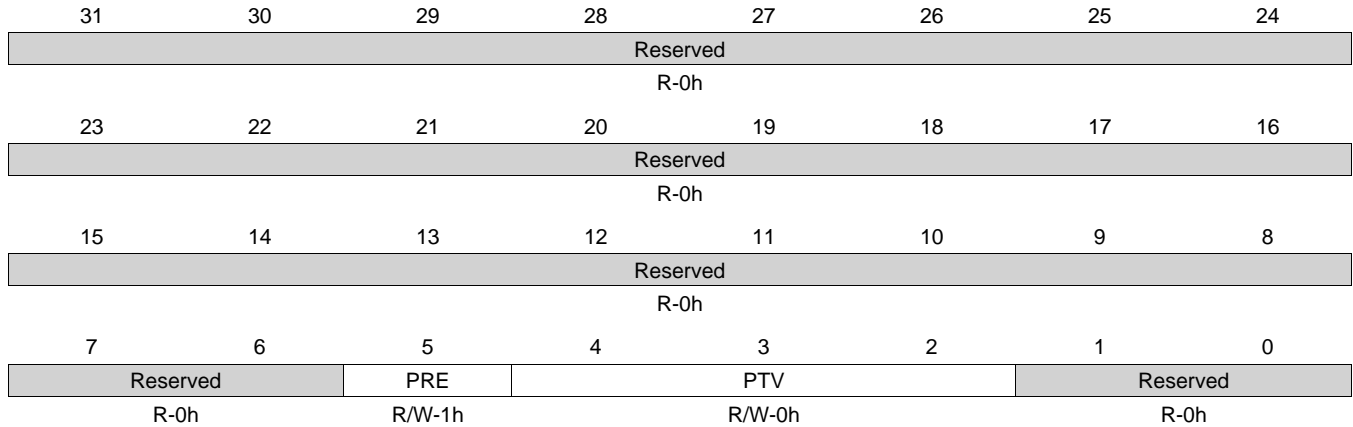 31 30 29 28 27 26 25 24
Reserved
R-0h
23 22 21 20 19 18 17 16
Reserved
R-0h
15 14 13 12 11 10 9 8
Reserved
R-0h
7 6 5 4 3 2 1 0
Reserved PRE PTV Reserved
R-0h R/W-1h R/W-0h R-0h